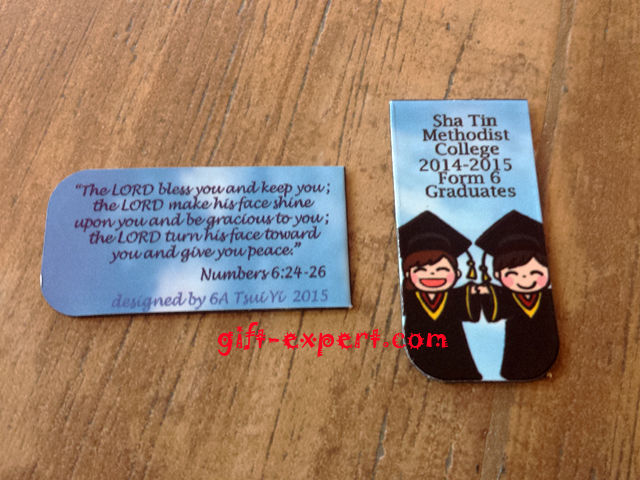 "The LORD bless you and keep you;
the LORD make his face shine
upon you and be gracious to you;
the LORD turn his face toward
you and give you peace."
Numbers 6:24-26
designed by 6A Tsui Yi 2015
Sha Tin
Methodist
College
2014-2015
Form 6
Graduates
gift-expert.com